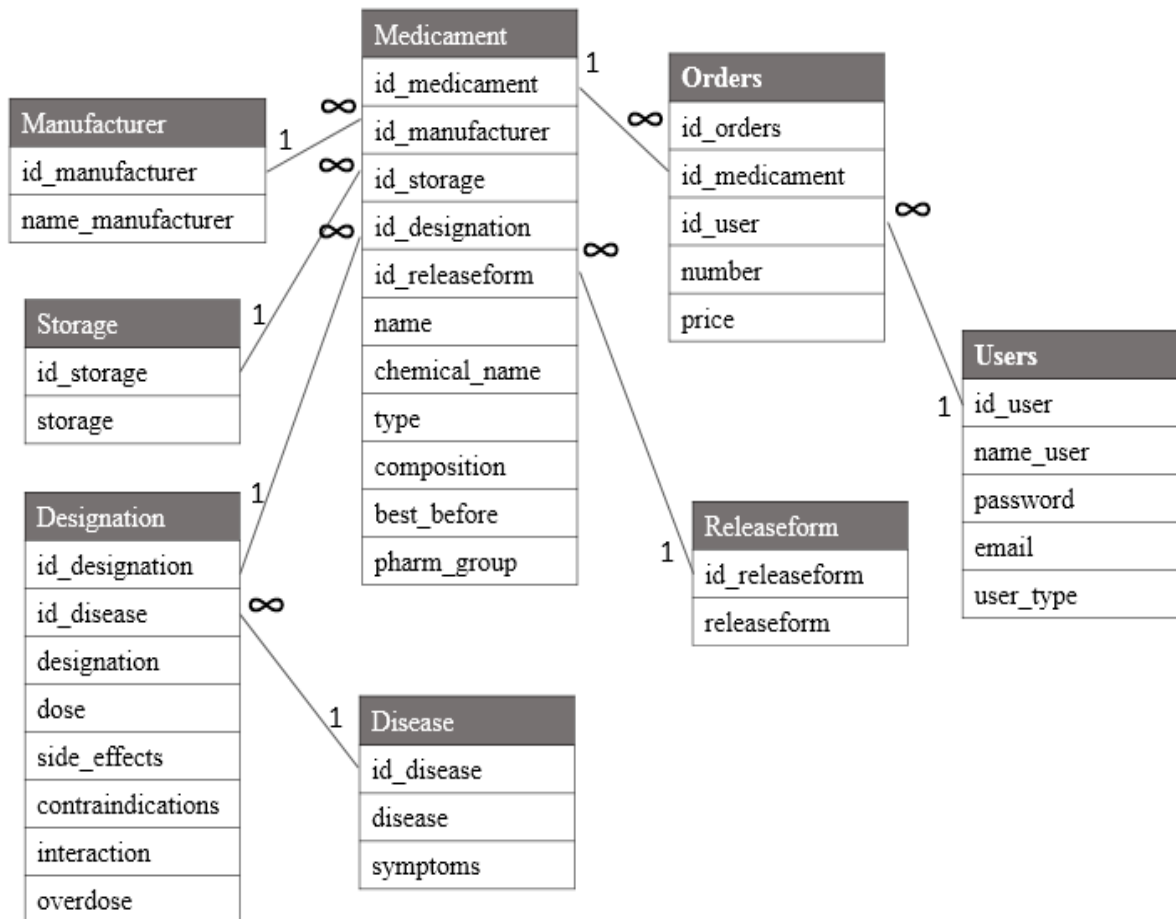 Manufacturer
id_manufacturer
name_manufacturer
Storage
id_storage
storage
Designation
id_designation
id_disease
designation
dose
side_effects
contraindications
interaction
overdose
Medicament
id_medicament
id_manufacturer
id_storage
id_designation
id_releaseform
name
chemical_name
type
composition
best_before
pharm_group
Disease
id_disease
disease
symptoms
Orders
id_orders
id_medicament
id_user
number
price
Releaseform
id_releaseform
releaseform
Users
id_user
name_user
password
email
user_type
1
∞
1
∞
1
∞
1
∞
1
∞
1
∞
1
∞